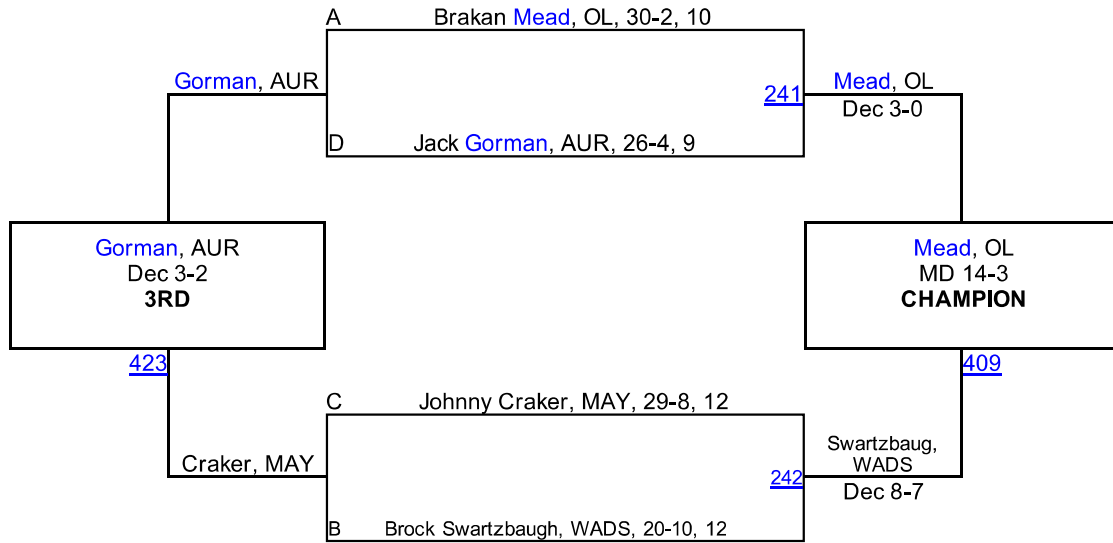 A Brakan Mead, OL, 30-2, 10
Gorman, AUR
241
Mead, OL
Dec 3-0
D Jack Gorman, AUR, 26-4, 9
Gorman, AUR
Dec 3-2
3RD
Mead, OL
MD 14-3
CHAMPION
423
409
C Johnny Craker, MAY, 29-8, 12
Craker, MAY
242
Swartzbaug,
WADS
Dec 8-7
B Brock Swartzbaugh, WADS, 20-10, 12